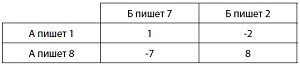 Б пишет 7 Б пишет 2
А пишет 1 1 -2
А пишет 8 -7 8